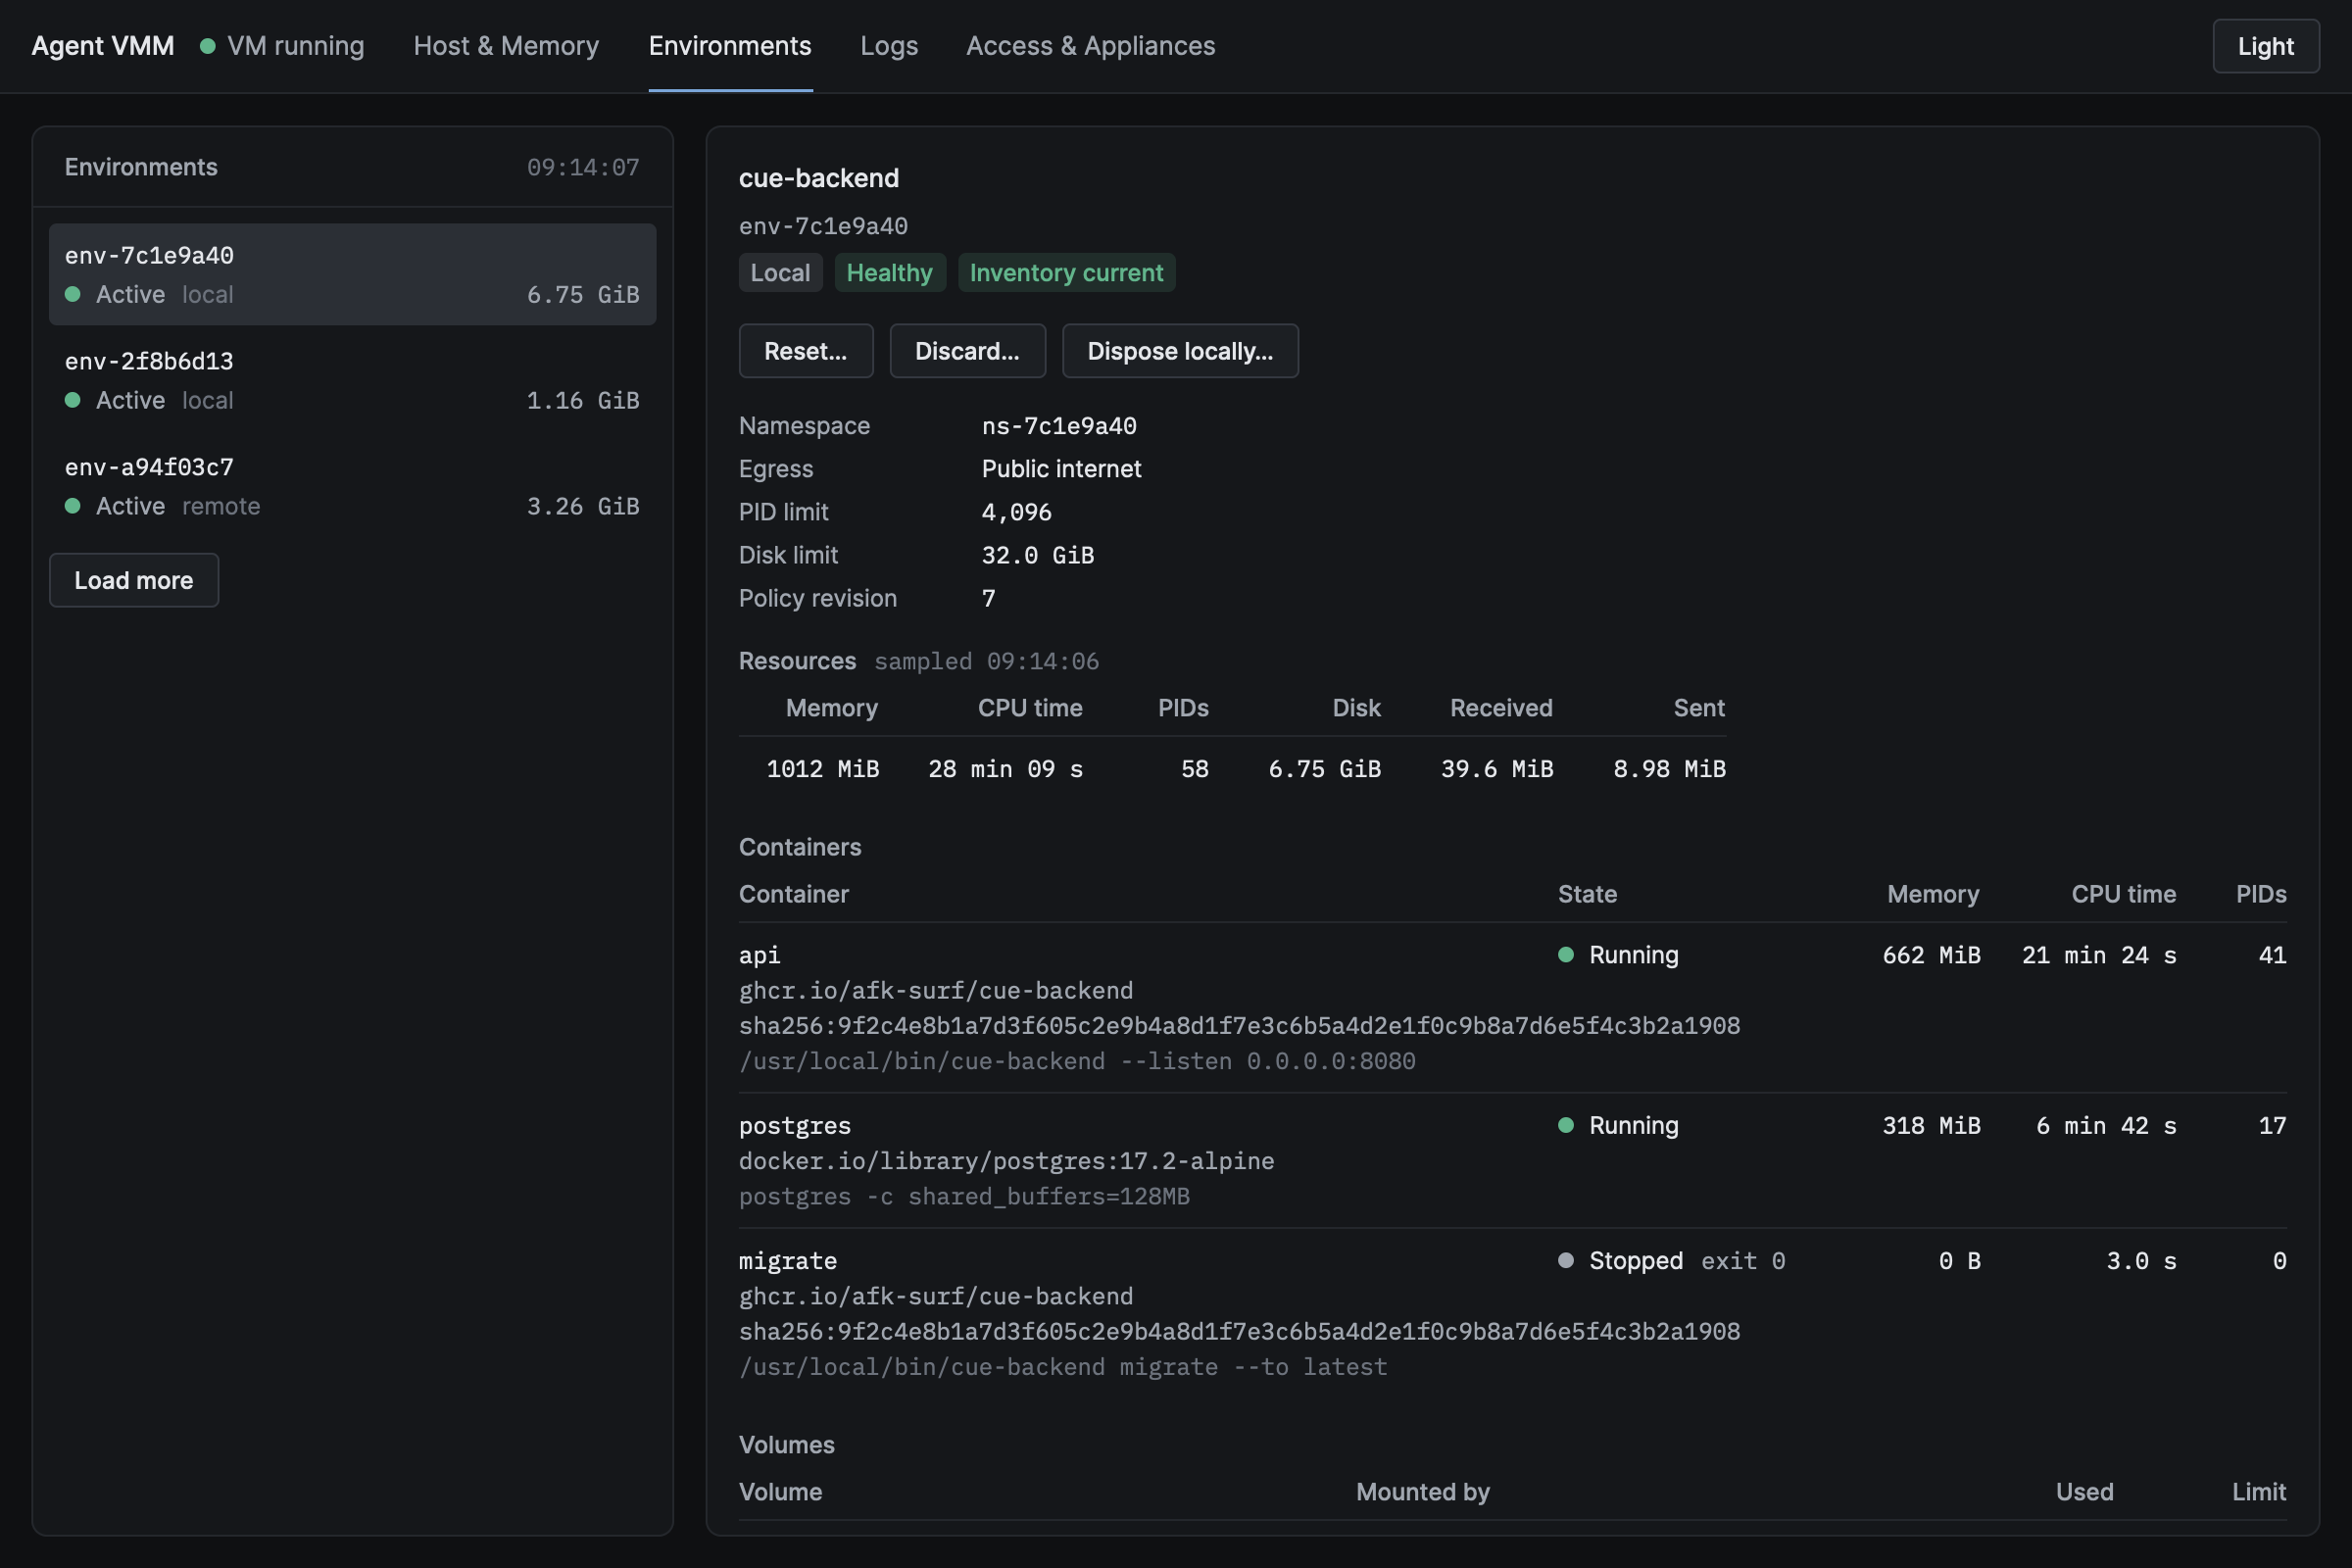 Agent VMM VM running Host & Memory Environments Logs Access & Appliances Light
Environments 09:14:07
env-7c1e9a40
Active local 6.75 GiB
env-2f8b6d13
Active local 1.16 GiB
env-a94f03c7
Active remote 3.26 GiB
Load more
cue-backend
env-7c1e9a40
Local Healthy Inventory current
Reset... Discard... Dispose locally...
Namespace ns-7c1e9a40
Egress Public internet
PID limit 4,096
Disk limit 32.0 GiB
Policy revision 7
Resources sampled 09:14:06
Memory CPU time PIDs Disk Received Sent
1012 MiB 28 min 09 s 58 6.75 GiB 39.6 MiB 8.98 MiB
Containers
Container State Memory CPU time PIDs
api Running 662 MiB 21 min 24 s 41
ghcr.io/afk-surf/cue-backend
sha256:9f2c4e8b1a7d3f605c2e9b4a8d1f7e3c6b5a4d2e1f0c9b8a7d6e5f4c3b2a1908
/usr/local/bin/cue-backend --listen 0.0.0.0:8080
postgres Running 318 MiB 6 min 42 s 17
docker.io/library/postgres:17.2-alpine
postgres -c shared_buffers=128MB
migrate Stopped exit 0 0 B 3.0 s 0
ghcr.io/afk-surf/cue-backend
sha256:9f2c4e8b1a7d3f605c2e9b4a8d1f7e3c6b5a4d2e1f0c9b8a7d6e5f4c3b2a1908
/usr/local/bin/cue-backend migrate --to latest
Volumes
Volume Mounted by Used Limit